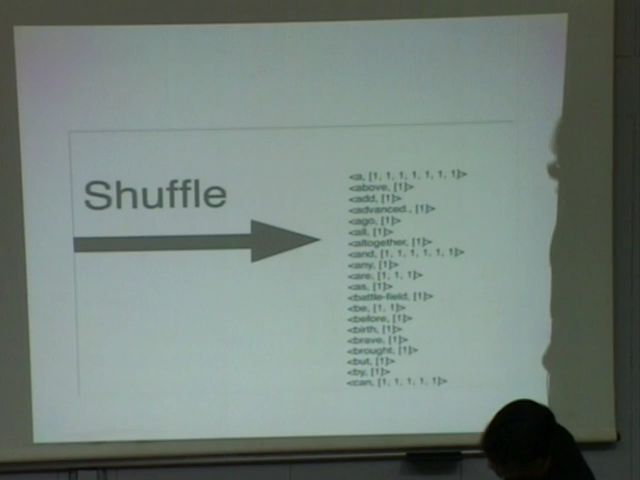 Shuffle
<a, [1, 1, 1, 1, 1, 1, 1]>
<above, [1]>
<add, [1]>
<advanced., [1]>
<ago, [1]>
<all, [1]>
<altogether, [1]>
<and, [1, 1, 1, 1, 1, 1]>
<any, [1]>
<are, [1, 1, 1]>
<as, [1]>
<battle-field, [1]>
<be, [1, 1]>
<before, [1]>
<birth, [1]>
<brave, [1]>
<brought, [1]>
<but, [1]>
<by, [1]>
<can, [1, 1, 1, 1, 1]>